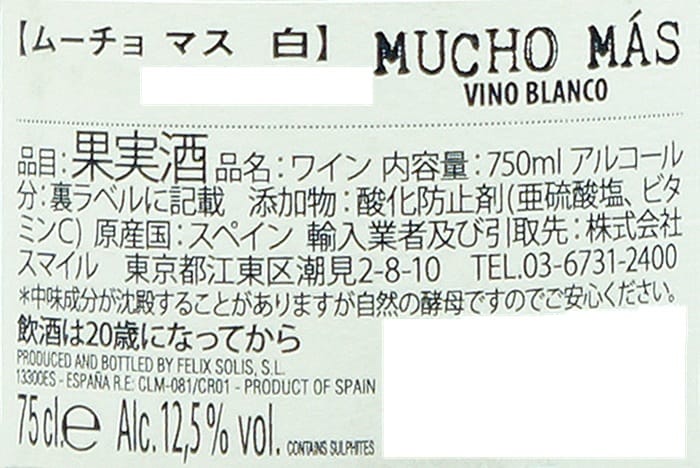 【ムーチョ マス 白】 MUCHO MÁS
VINO BLANCO
品目:果実酒 品名:ワイン 内容量:750ml アルコール
分:裏ラベルに記載 添加物:酸化防止剤(亜硫酸塩、ビタ
ミンC) 原産国:スペイン 輸入業者及び引取先:株式会社
スマイル 東京都江東区潮見2-8-10 TEL.03-6731-2400
*中味成分が沈殿することがありますが自然の酵母ですのでご安心ください。
飲酒は20歳になってから
PRODUCED AND BOTTLED BY FELIX SOLIS, S.L.
13300ES - ESPAÑA R.E: CLM-081/CR01 - PRODUCT OF SPAIN
75cl.e Alc. 12,5% vol. CONTAINS SULPHITES